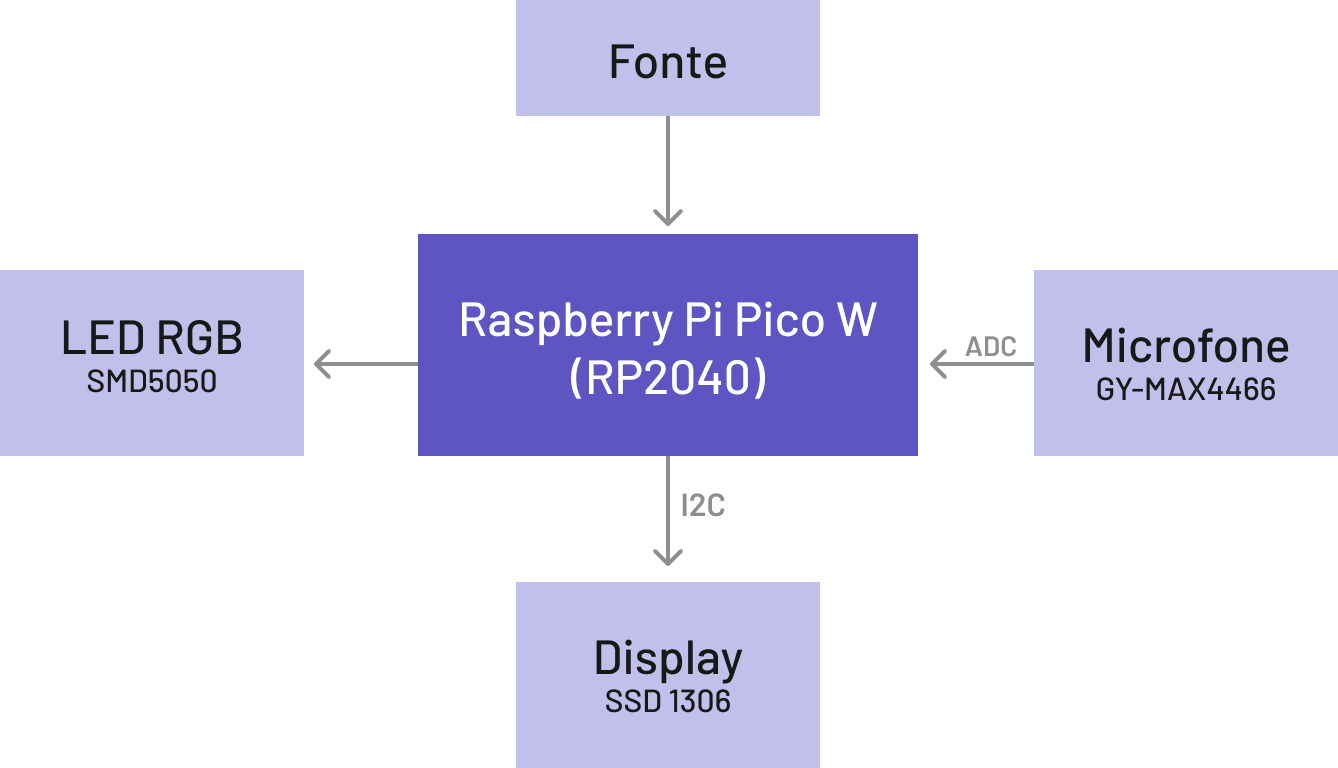 Fonte
Raspberry Pi Pico W
(RP2040)
LED RGB
SMD5050
ADC
Microfone
GY-MAX4466
I2C
Display
SSD 1306